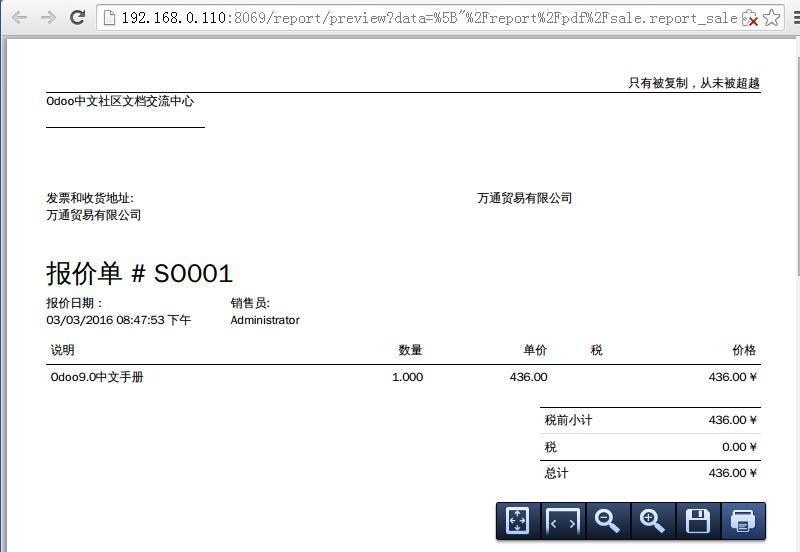 192.168.0.110:8069/report/preview?data=%5B"%2Freport%2Fpdf%2Fsale.report_sale
只有被复制，从未被超越
Odoo中文社区文档交流中心
发票和收货地址: 万通贸易有限公司
万通贸易有限公司
报价单 # SO001
报价日期： 销售员:
03/03/2016 08:47:53 下午 Administrator
说明 数量 单价 税 价格
Odoo9.0中文手册 1.000 436.00 436.00 ¥
税前小计 436.00 ¥
税 0.00 ¥
总计 436.00 ¥